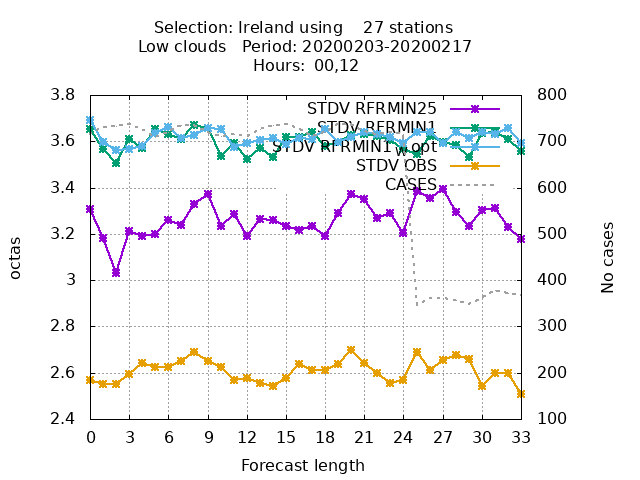 Selection: Ireland using 27 stations
Low clouds Period: 20200203-20200217
Hours: 00,12
STDV RFRMIN25
STDV RFRMIN1
STDV RFRMIN1_w_opt
STDV OBS
CASES
3.8
3.6
3.4
3.2
3
2.8
2.6
2.4
800
700
600
500
400
300
200
100
octas
No cases
0 3 6 9 12 15 18 21 24 27 30 33
Forecast length